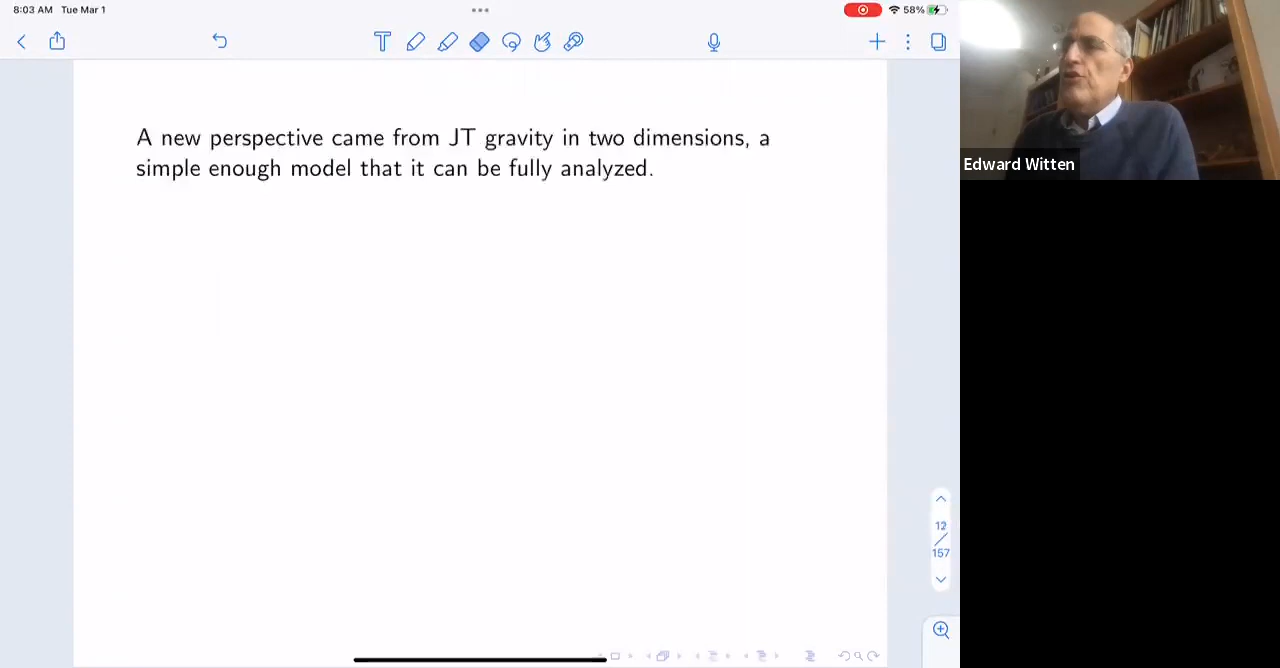 8:03 AM Tue Mar 1
58%
A new perspective came from JT gravity in two dimensions, a
simple enough model that it can be fully analyzed.
Edward Witten
12
157